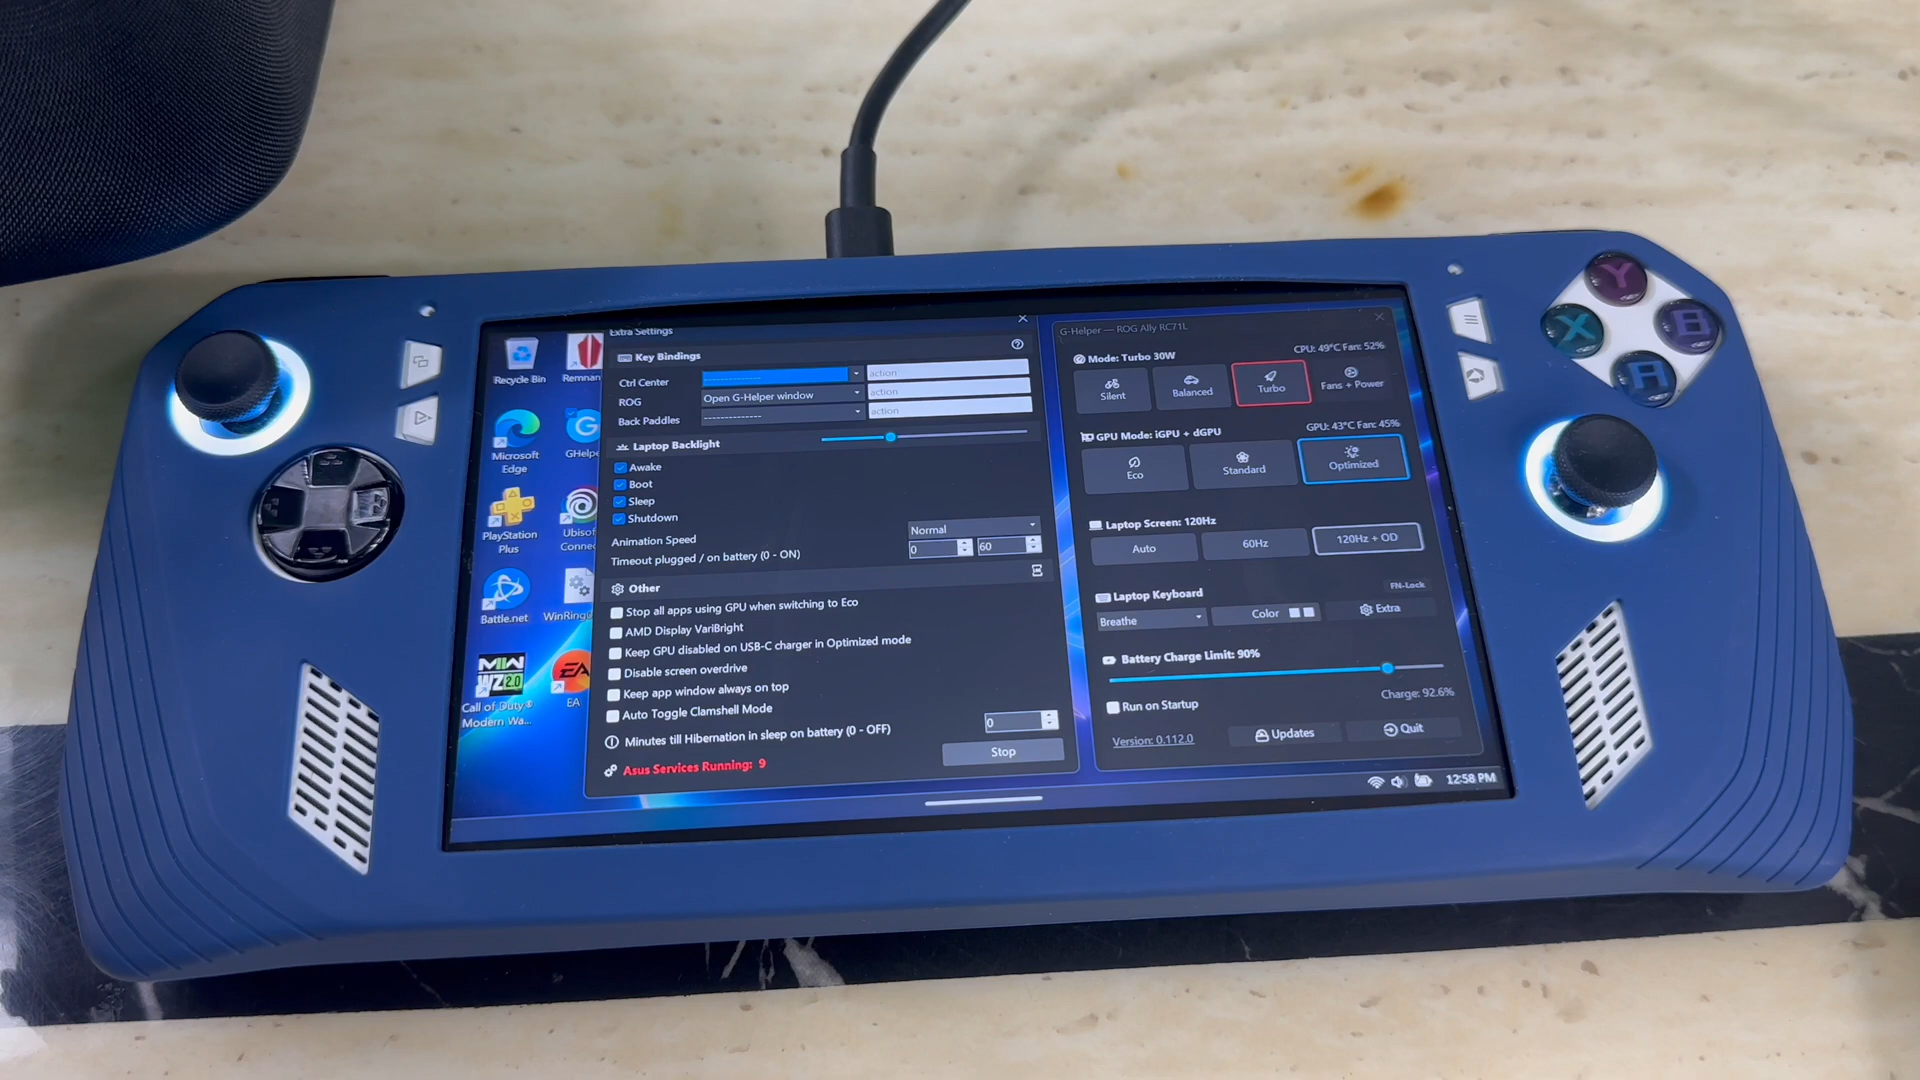 Recycle Bin
Remnan
Microsoft
Edge
GHelpe
PlayStation
Plus
Ubiso
Connec
Battle.net
WinRing0
MW
WZ 2.0
Call of Duty®
Modern Wa...
EA
EA
Extra Settings
Key Bindings
Ctrl Center
------------
action
ROG
Open G-Helper window
action
Back Paddles
-------------
action
Laptop Backlight
Awake
Boot
Sleep
Shutdown
Animation Speed
Normal
Timeout plugged / on battery (0 - ON)
0
60
Other
Stop all apps using GPU when switching to Eco
AMD Display VariBright
Keep GPU disabled on USB-C charger in Optimized mode
Disable screen overdrive
Keep app window always on top
Auto Toggle Clamshell Mode
Minutes till Hibernation in sleep on battery (0 - OFF)
0
Asus Services Running: 9
Stop
G-Helper — ROG Ally RC71L
Mode: Turbo 30W
CPU: 49°C Fan: 52%
Silent
Balanced
Turbo
Fans + Power
GPU Mode: iGPU + dGPU
GPU: 43°C Fan: 45%
Eco
Standard
Optimized
Laptop Screen: 120Hz
Auto
60Hz
120Hz + OD
Laptop Keyboard
FN-Lock
Breathe
Color
Extra
Battery Charge Limit: 90%
Charge: 92.6%
Run on Startup
Version: 0.112.0
Updates
Quit
12:58 PM
Y
X
B
A